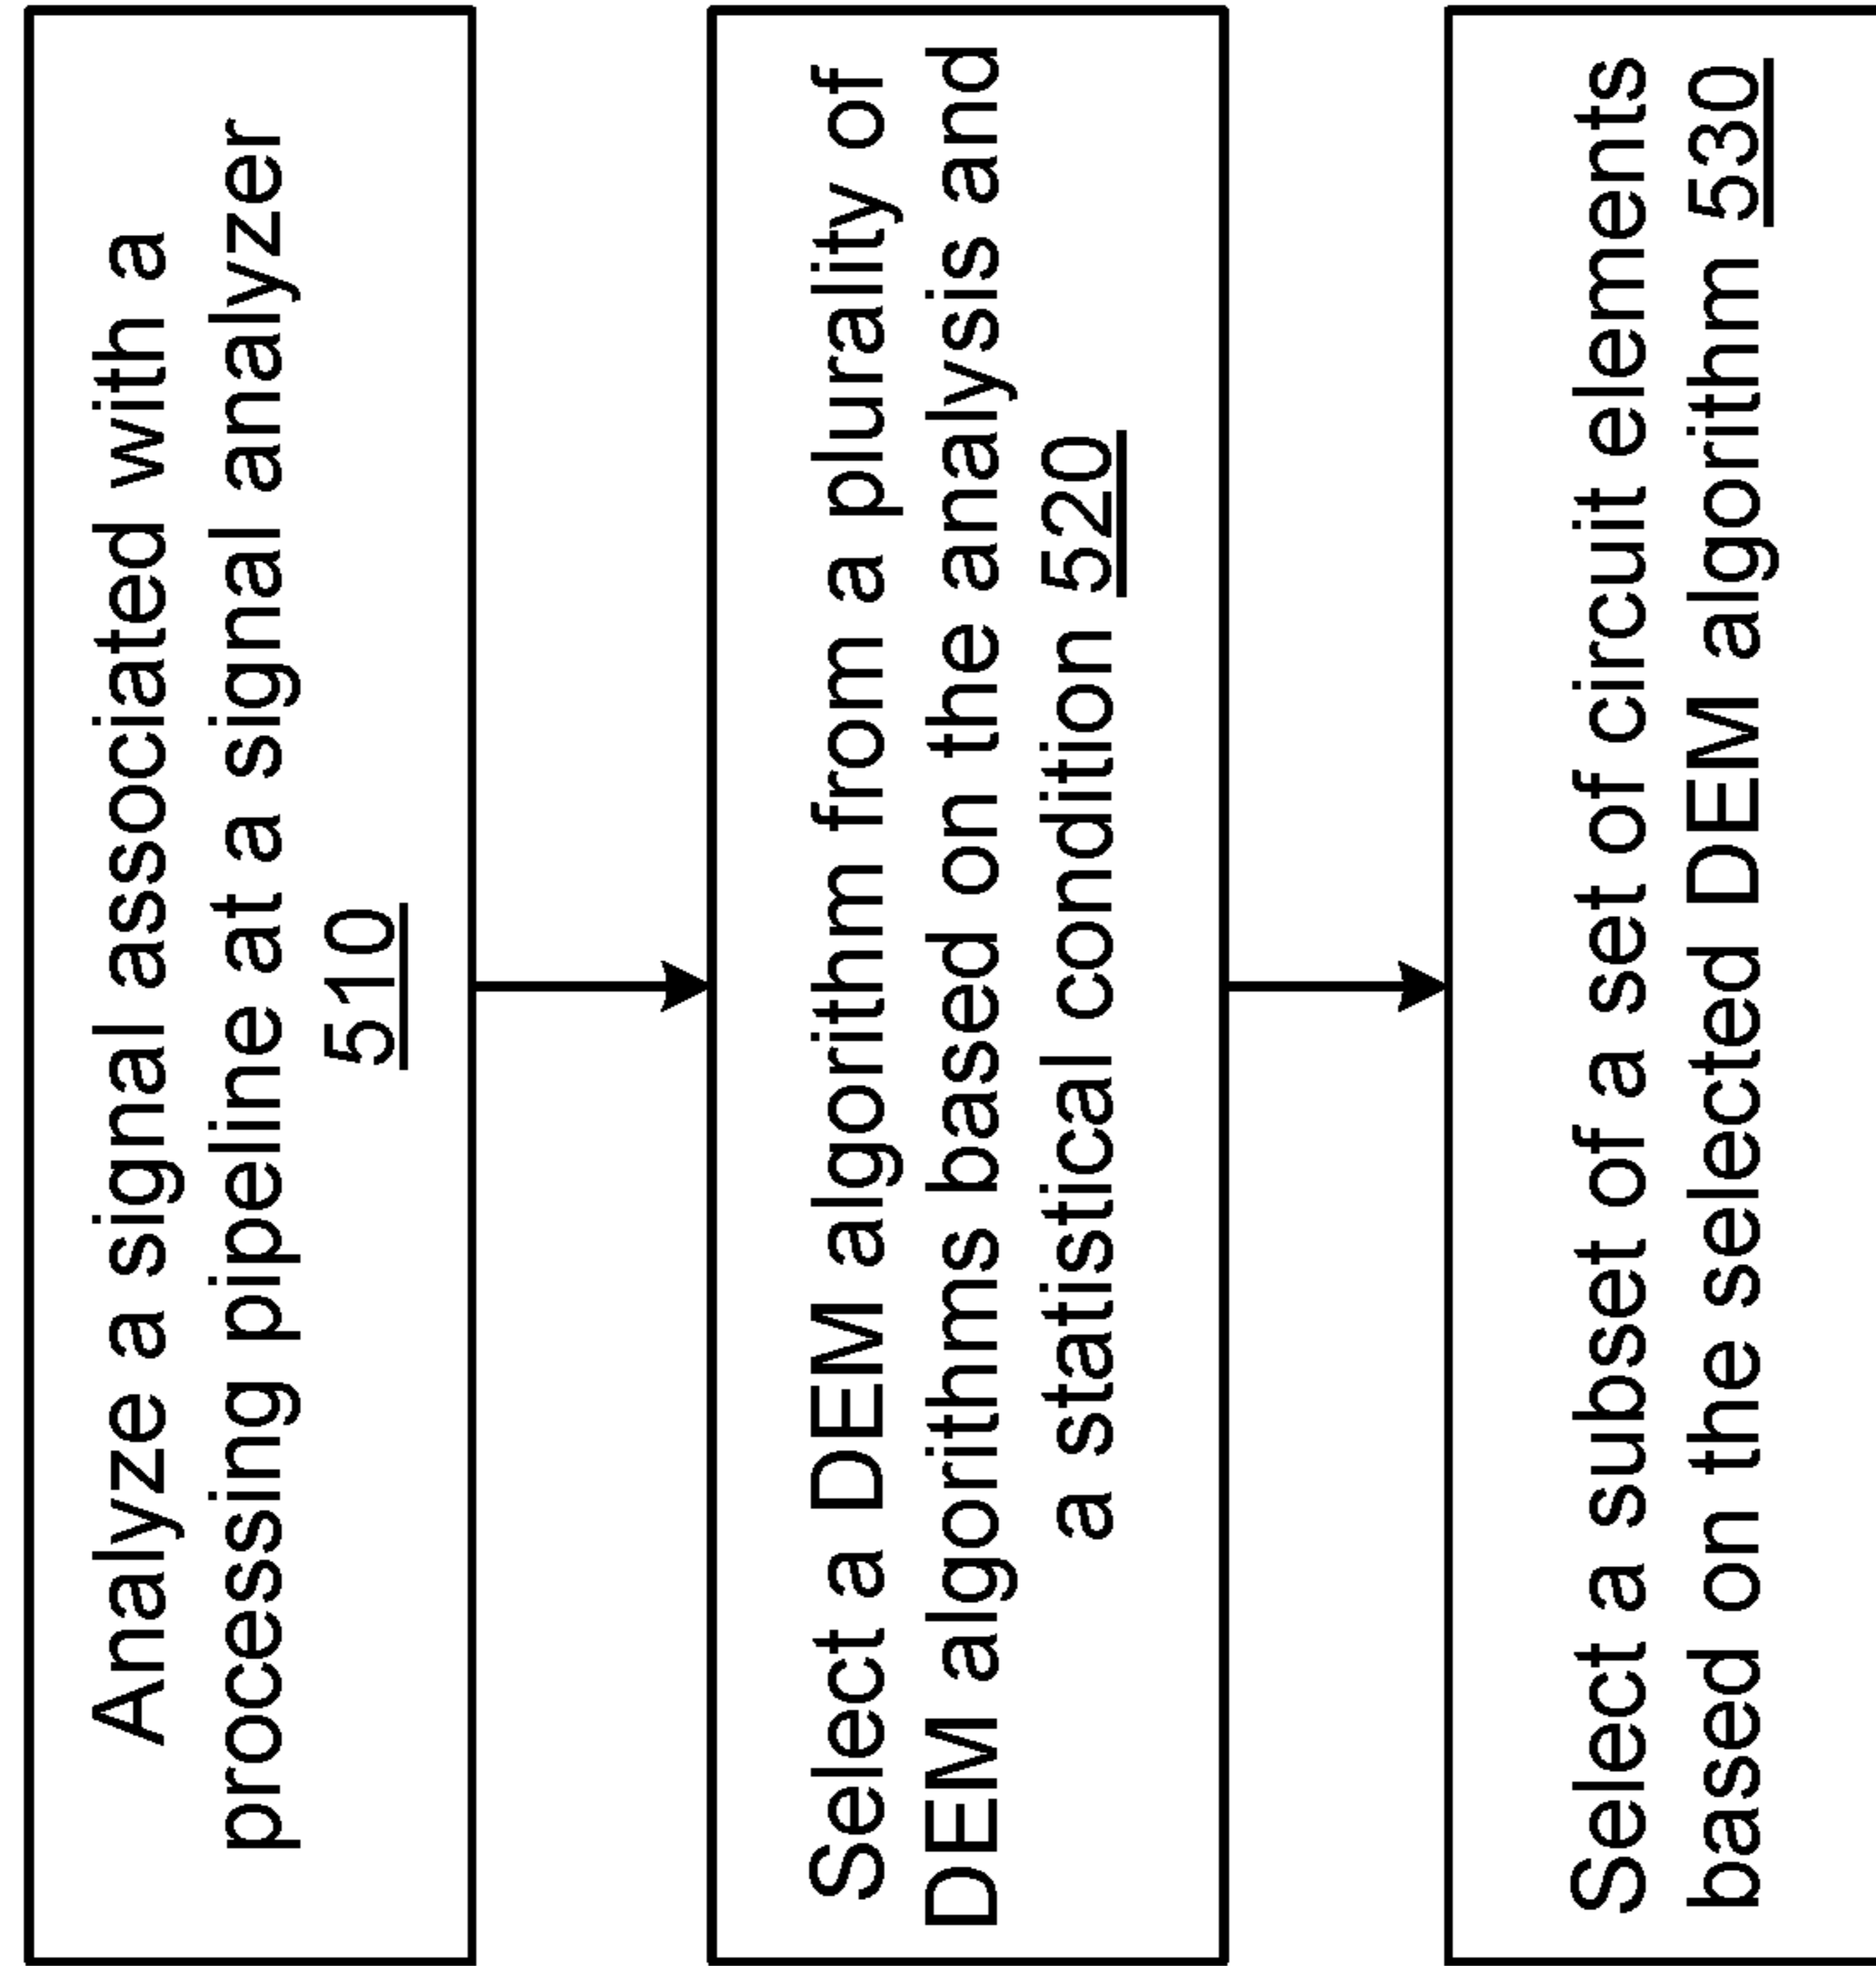 Analyze a signal associated with a
processing pipeline at a signal analyzer
510
Select a DEM algorithm from a plurality of
DEM algorithms based on the analysis and
a statistical condition 520
Select a subset of a set of circuit elements
based on the selected DEM algorithm 530